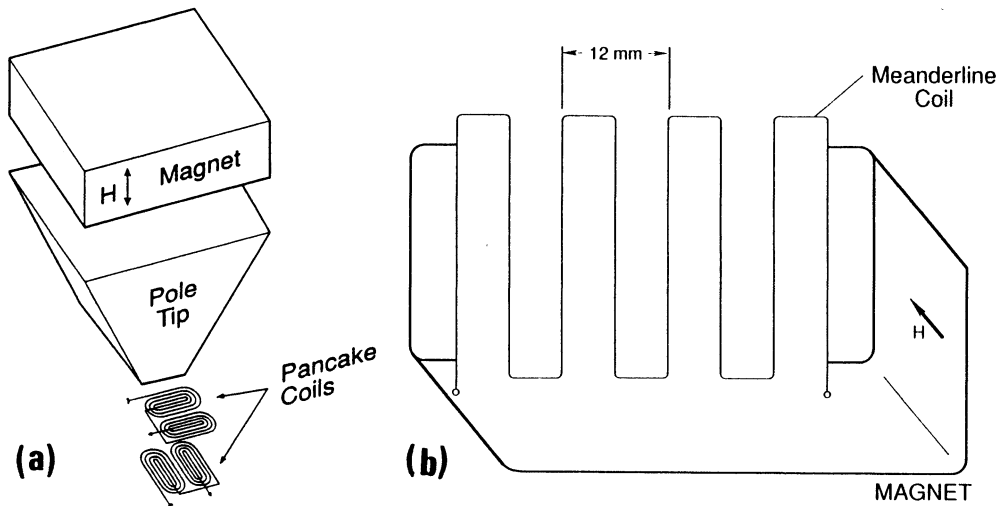 H
Magnet
Pole
Tip
Pancake
Coils
(a)
12 mm
Meanderline
Coil
H
(b)
MAGNET